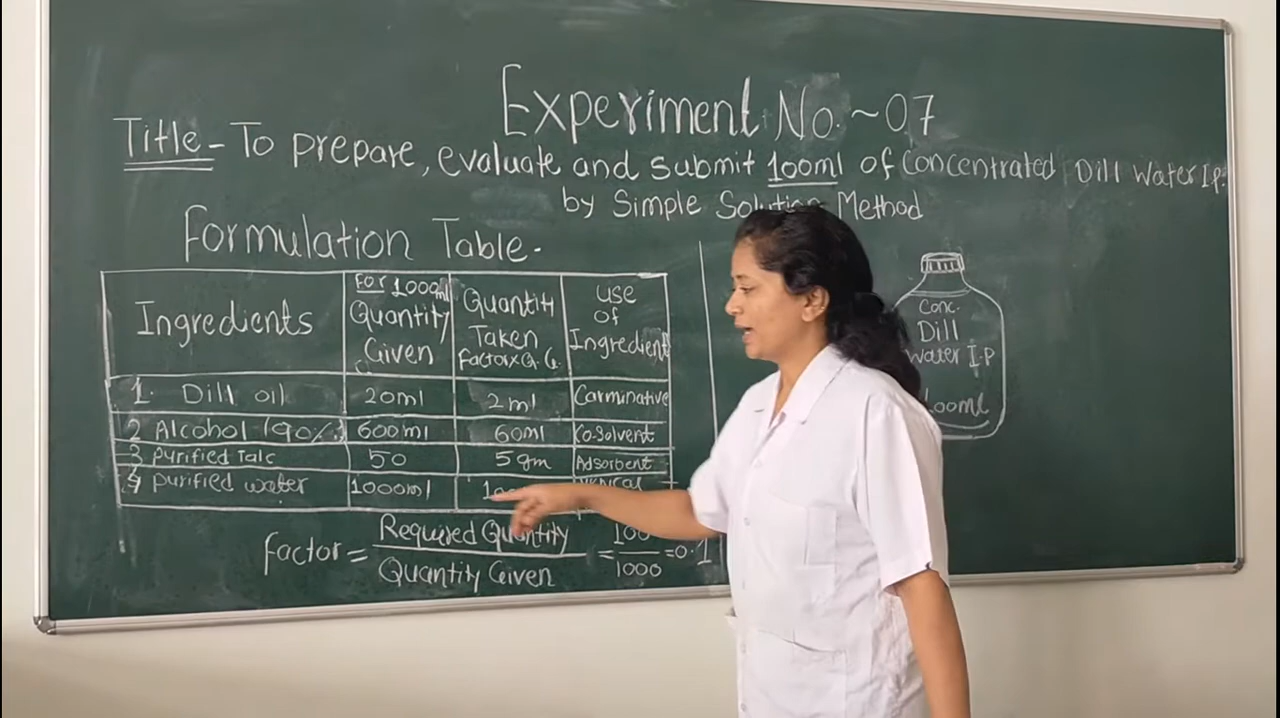 Experiment No. ~ 07
Title - To prepare, evaluate and submit 100ml of Concentrated Dill Water I.P.
by Simple Solution Method
Formulation Table.
Ingredients
For 1000ml
Quantity
Given
Quantiti
Taken
Factor x Q. G.
Use
Of
Ingredient
1. Dill oil 20ml 2ml Carminative
2 Alcohol (90%) 600ml 60ml Co-Solvent
3 purified Talc 50 5gm Adsorbent
4 purified water 1000ml
Factor = Required Quantity / Quantity Given = 100 / 1000 = 0.1
Conc.
Dill
Water I.P